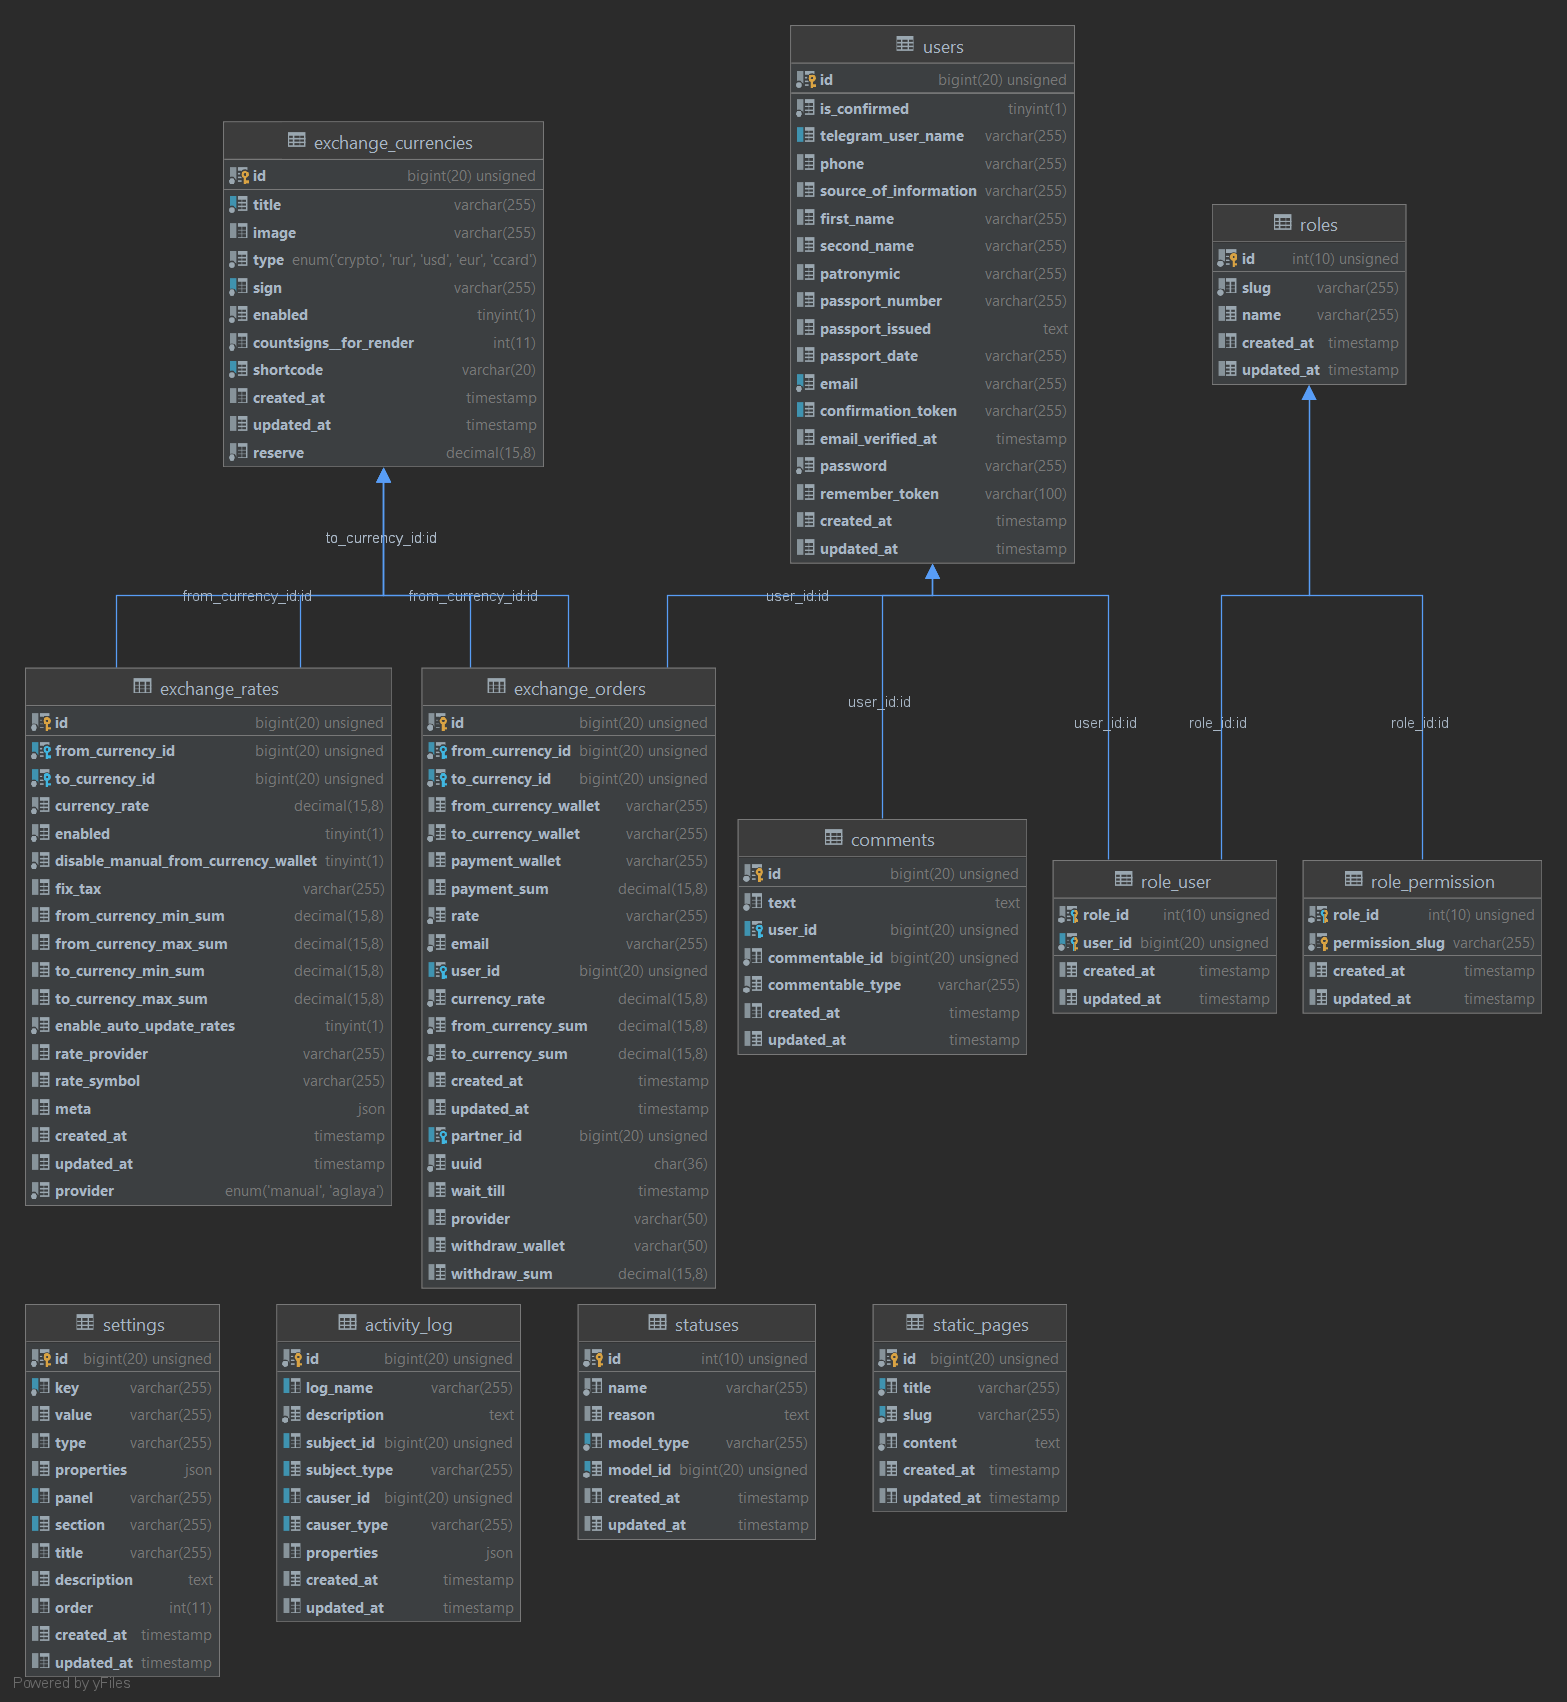 users
id bigint(20) unsigned
is_confirmed tinyint(1)
telegram_user_name varchar(255)
phone varchar(255)
source_of_information varchar(255)
first_name varchar(255)
second_name varchar(255)
patronymic varchar(255)
passport_number varchar(255)
passport_issued text
passport_date varchar(255)
email varchar(255)
confirmation_token varchar(255)
email_verified_at timestamp
password varchar(255)
remember_token varchar(100)
created_at timestamp
updated_at timestamp
exchange_currencies
id bigint(20) unsigned
title varchar(255)
image varchar(255)
type enum('crypto', 'rur', 'usd', 'eur', 'ccard')
sign varchar(255)
enabled tinyint(1)
countsigns__for_render int(11)
shortcode varchar(20)
created_at timestamp
updated_at timestamp
reserve decimal(15,8)
roles
id int(10) unsigned
slug varchar(255)
name varchar(255)
created_at timestamp
updated_at timestamp
to_currency_id:id
from_currency_id:id
from_currency_id:id
user_id:id
user_id:id
user_id:id
role_id:id
role_id:id
exchange_rates
id bigint(20) unsigned
from_currency_id bigint(20) unsigned
to_currency_id bigint(20) unsigned
currency_rate decimal(15,8)
enabled tinyint(1)
disable_manual_from_currency_wallet tinyint(1)
fix_tax varchar(255)
from_currency_min_sum decimal(15,8)
from_currency_max_sum decimal(15,8)
to_currency_min_sum decimal(15,8)
to_currency_max_sum decimal(15,8)
enable_auto_update_rates tinyint(1)
rate_provider varchar(255)
rate_symbol varchar(255)
meta json
created_at timestamp
updated_at timestamp
provider enum('manual', 'aglaya')
exchange_orders
id bigint(20) unsigned
from_currency_id bigint(20) unsigned
to_currency_id bigint(20) unsigned
from_currency_wallet varchar(255)
to_currency_wallet varchar(255)
payment_wallet varchar(255)
payment_sum decimal(15,8)
rate varchar(255)
email varchar(255)
user_id bigint(20) unsigned
currency_rate decimal(15,8)
from_currency_sum decimal(15,8)
to_currency_sum decimal(15,8)
created_at timestamp
updated_at timestamp
partner_id bigint(20) unsigned
uuid char(36)
wait_till timestamp
provider varchar(50)
withdraw_wallet varchar(50)
withdraw_sum decimal(15,8)
comments
id bigint(20) unsigned
text text
user_id bigint(20) unsigned
commentable_id bigint(20) unsigned
commentable_type varchar(255)
created_at timestamp
updated_at timestamp
role_user
role_id int(10) unsigned
user_id bigint(20) unsigned
created_at timestamp
updated_at timestamp
role_permission
role_id int(10) unsigned
permission_slug varchar(255)
created_at timestamp
updated_at timestamp
settings
id bigint(20) unsigned
key varchar(255)
value varchar(255)
type varchar(255)
properties json
panel varchar(255)
section varchar(255)
title varchar(255)
description text
order int(11)
created_at timestamp
updated_at timestamp
activity_log
id bigint(20) unsigned
log_name varchar(255)
description text
subject_id bigint(20) unsigned
subject_type varchar(255)
causer_id bigint(20) unsigned
causer_type varchar(255)
properties json
created_at timestamp
updated_at timestamp
statuses
id int(10) unsigned
name varchar(255)
reason text
model_type varchar(255)
model_id bigint(20) unsigned
created_at timestamp
updated_at timestamp
static_pages
id bigint(20) unsigned
title varchar(255)
slug varchar(255)
content text
created_at timestamp
updated_at timestamp
Powered by yFiles